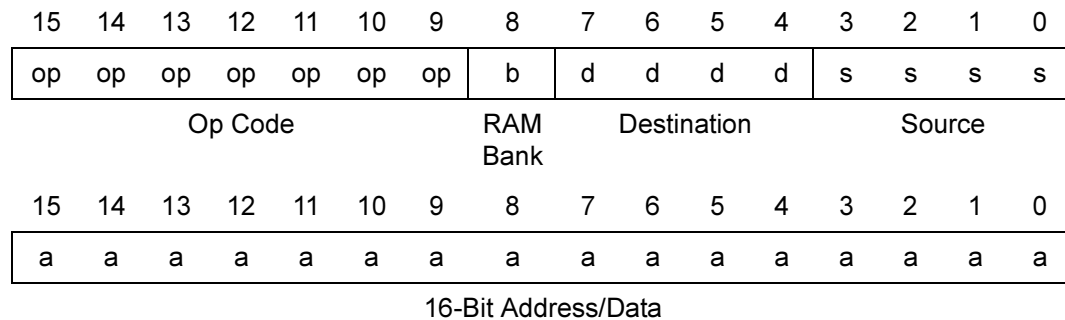 15 14 13 12 11 10 9 8 7 6 5 4 3 2 1 0
op op op op op op op b d d d d s s s s
Op Code RAM Destination Source
Bank
15 14 13 12 11 10 9 8 7 6 5 4 3 2 1 0
a a a a a a a a a a a a a a a a
16-Bit Address/Data